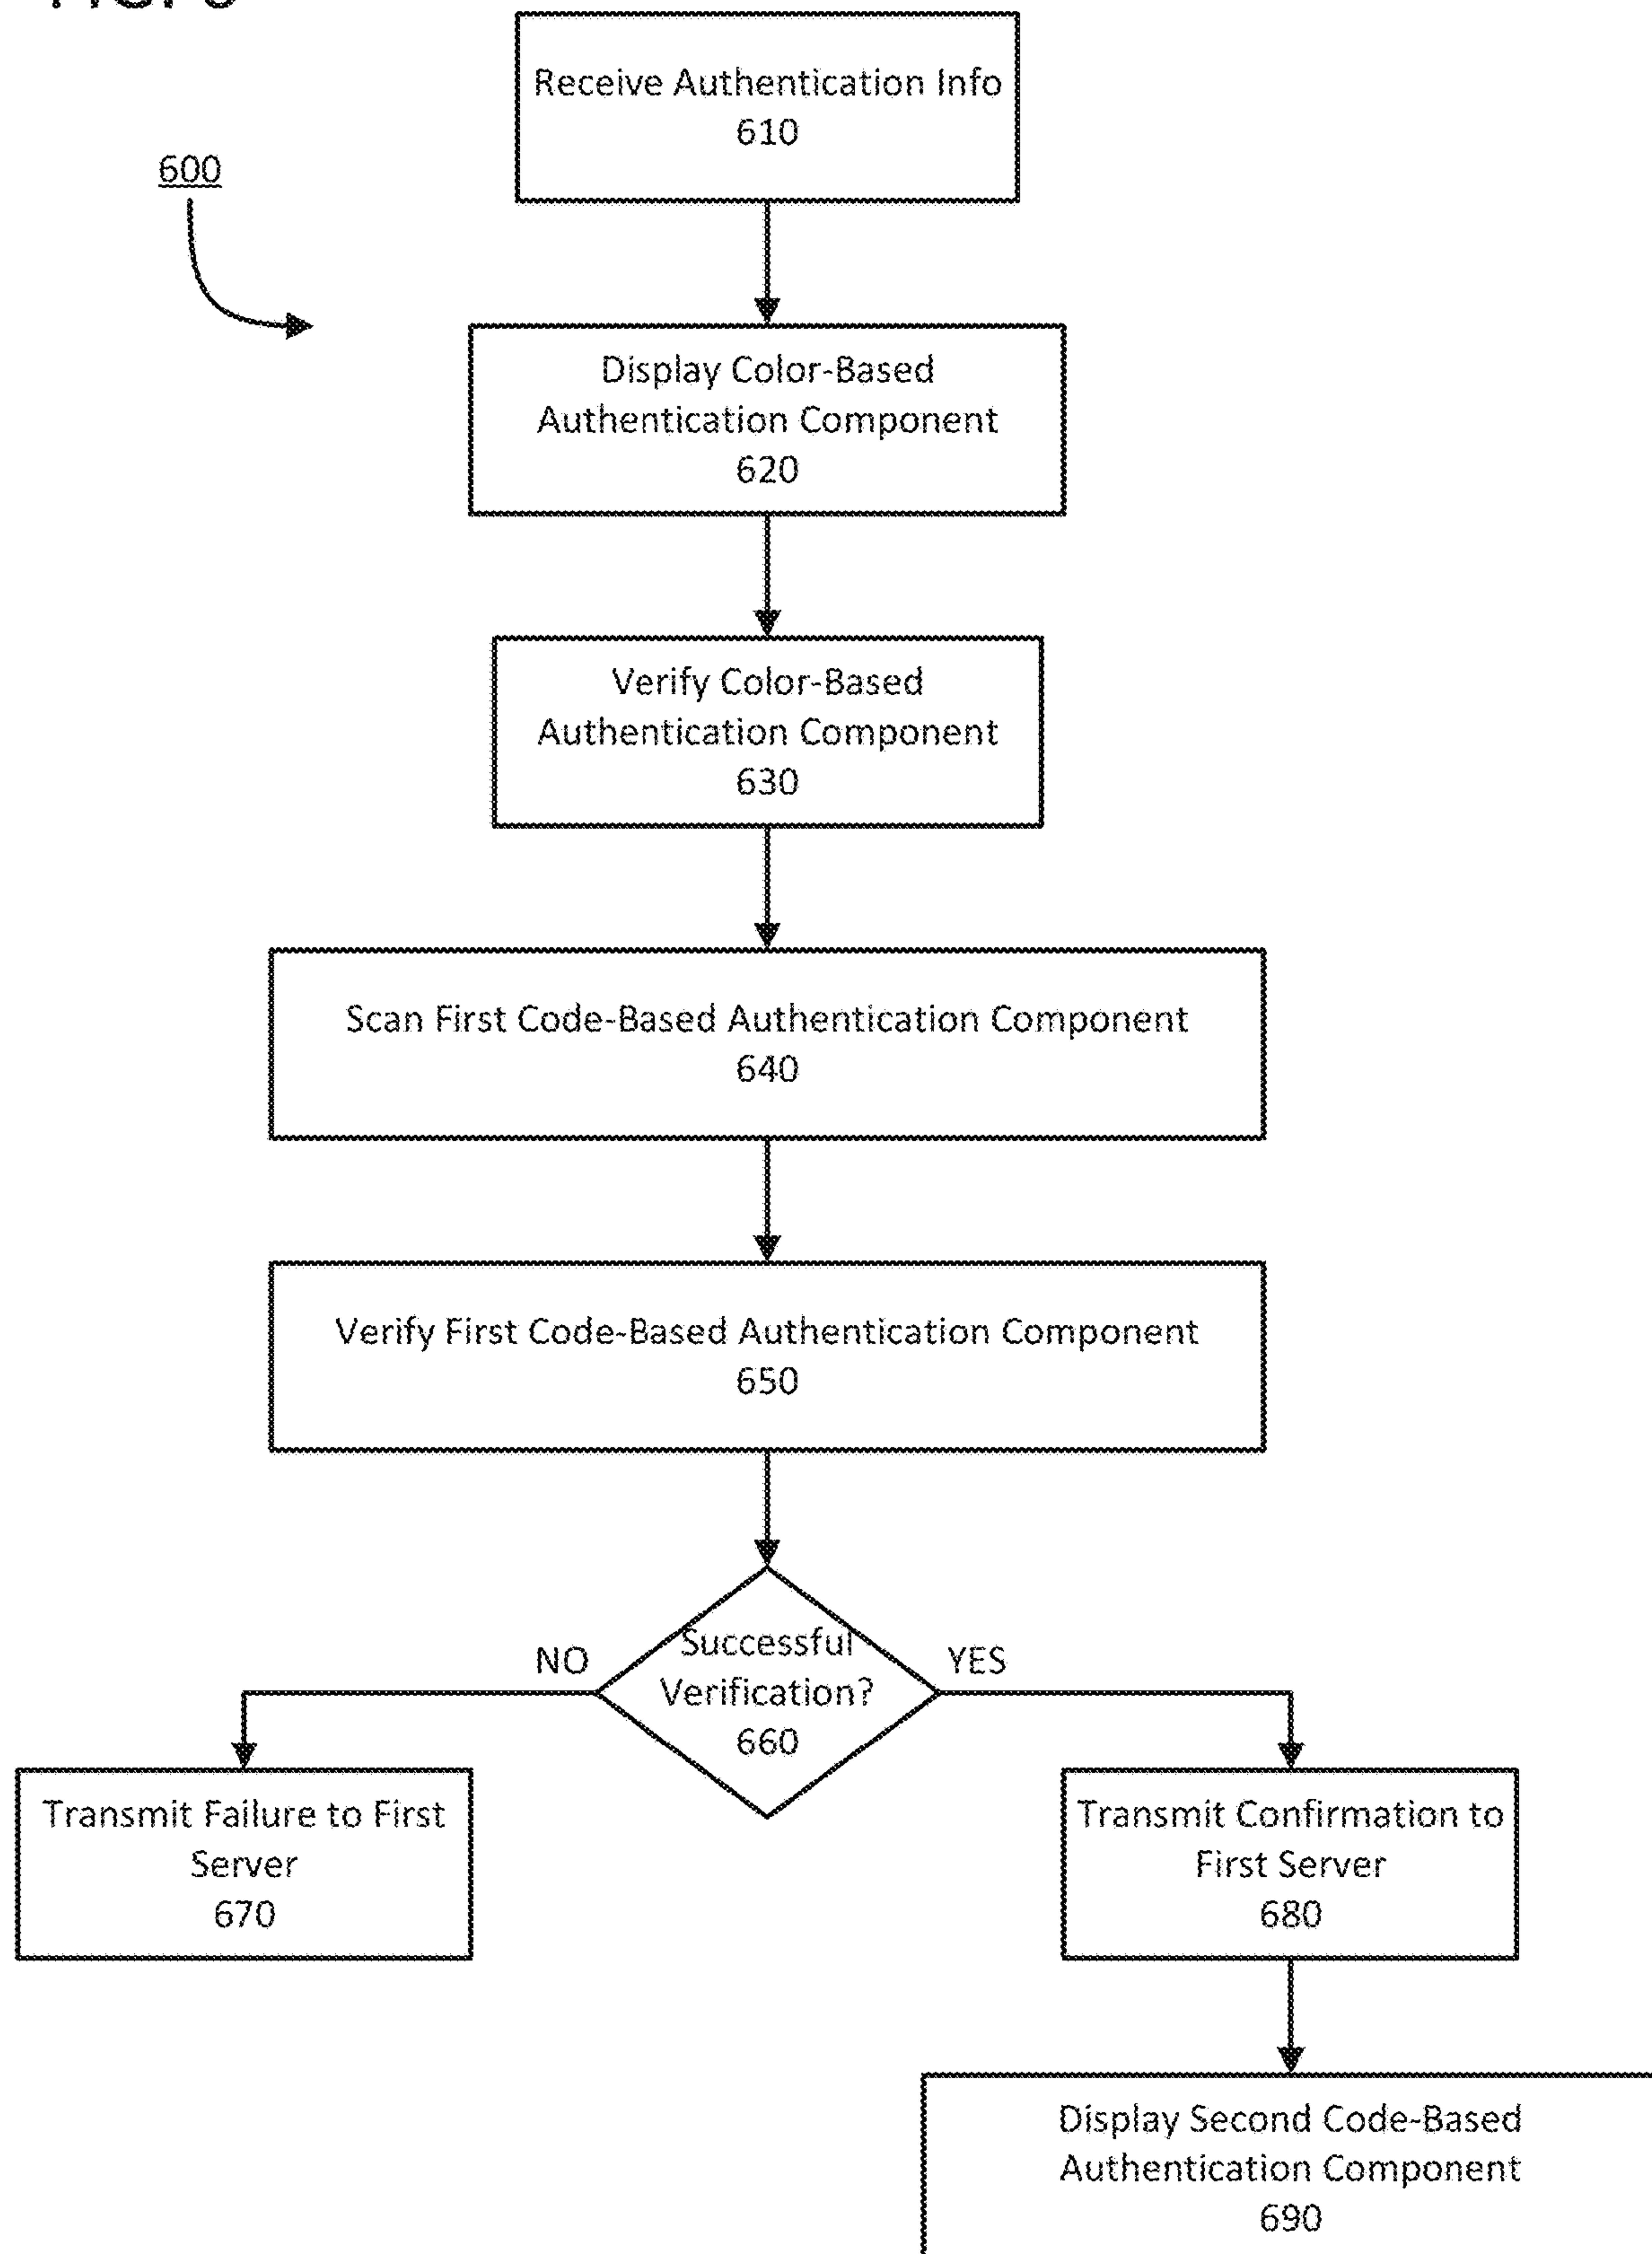 Receive Authentication Info
610
600
Display Color-Based
Authentication Component
620
Verify Color-Based
Authentication Component
630
Scan First Code-Based Authentication Component
640
Verify First Code-Based Authentication Component
650
NO
Successful
Verification?
660
YES
Transmit Failure to First
Server
670
Transmit Confirmation to
First Server
680
Display Second Code-Based
Authentication Component
690